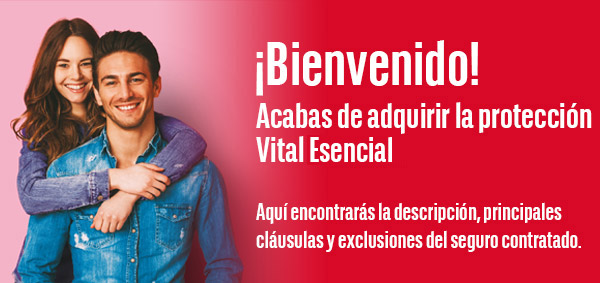 ¡Bienvenido!
Acabas de adquirir la protección
Vital Esencial
Aquí encontrarás la descripción, principales
cláusulas y exclusiones del seguro contratado.